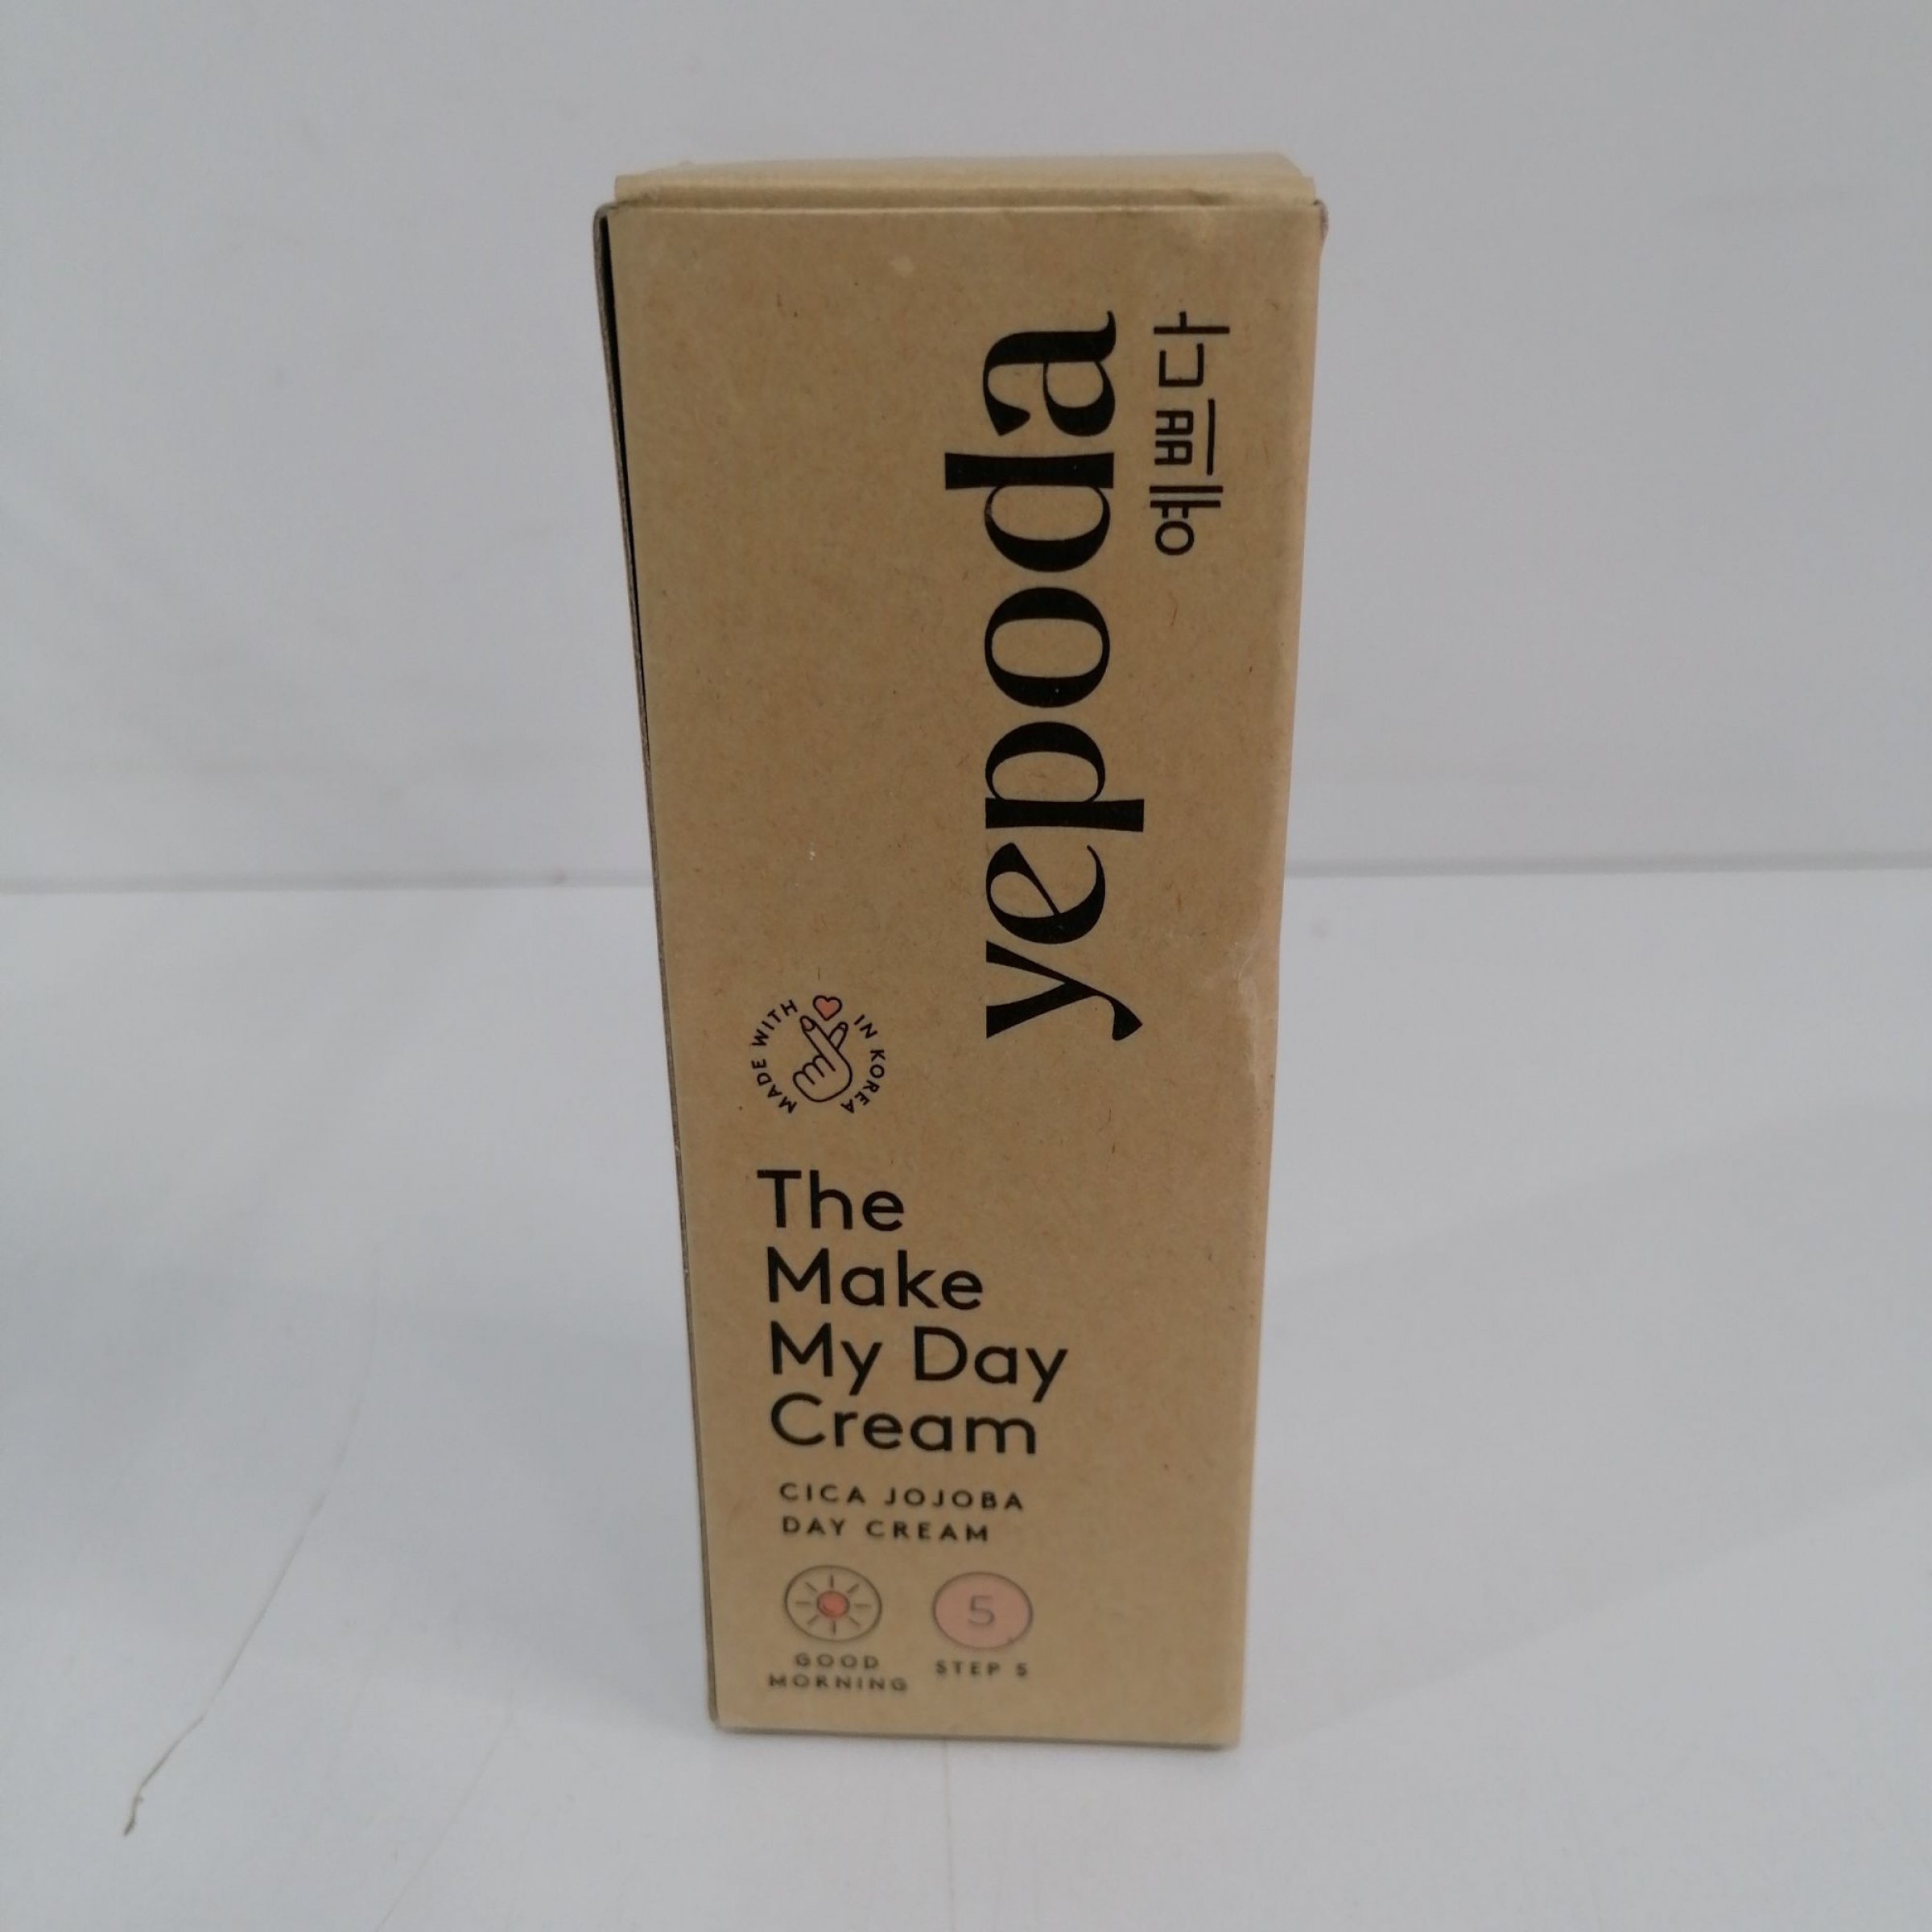 yepoda
예쁘다
MADE WITH IN KOREA
The
Make
My Day
Cream
CICA JOJOBA
DAY CREAM
GOOD
MORNING
5
STEP 5